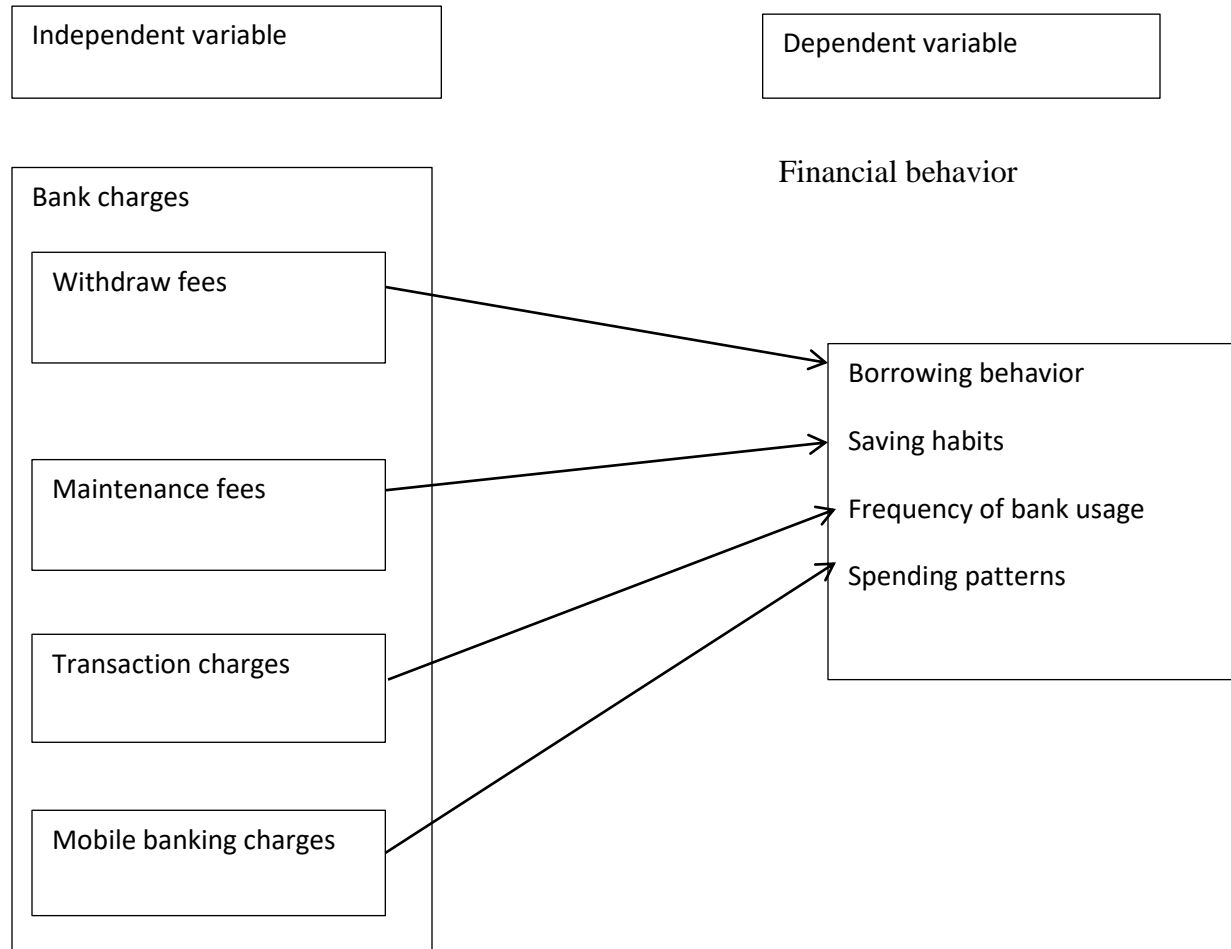 Independent variable
Dependent variable
Financial behavior
Bank charges
Withdraw fees
Maintenance fees
Transaction charges
Mobile banking charges
Borrowing behavior
Saving habits
Frequency of bank usage
Spending patterns